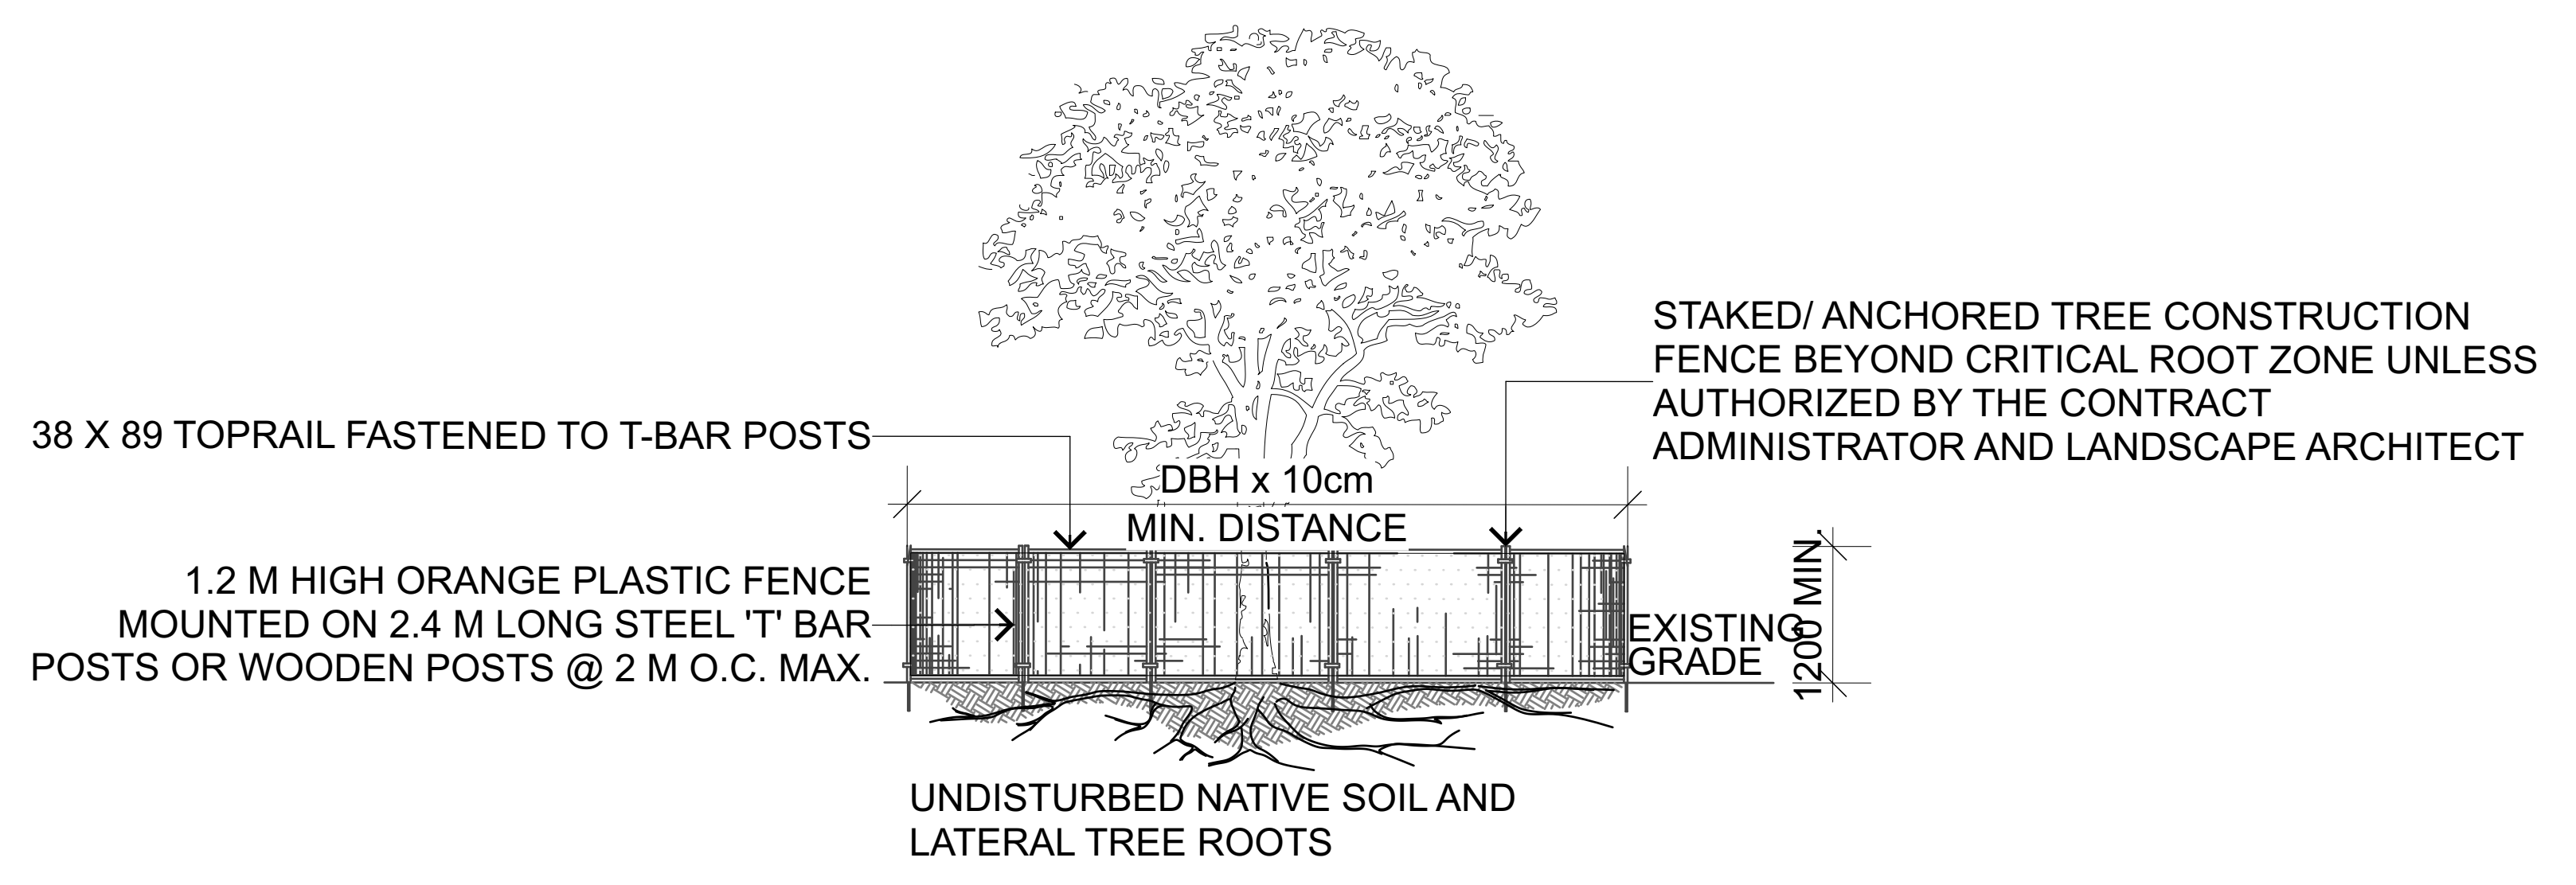 STAKED/ ANCHORED TREE CONSTRUCTION
FENCE BEYOND CRITICAL ROOT ZONE UNLESS
AUTHORIZED BY THE CONTRACT
ADMINISTRATOR AND LANDSCAPE ARCHITECT
38 X 89 TOPRAIL FASTENED TO T-BAR POSTS
DBH x 10cm
MIN. DISTANCE
1.2 M HIGH ORANGE PLASTIC FENCE
MOUNTED ON 2.4 M LONG STEEL 'T' BAR
POSTS OR WOODEN POSTS @ 2 M O.C. MAX.
EXISTING
GRADE
1200 MIN.
UNDISTURBED NATIVE SOIL AND
LATERAL TREE ROOTS